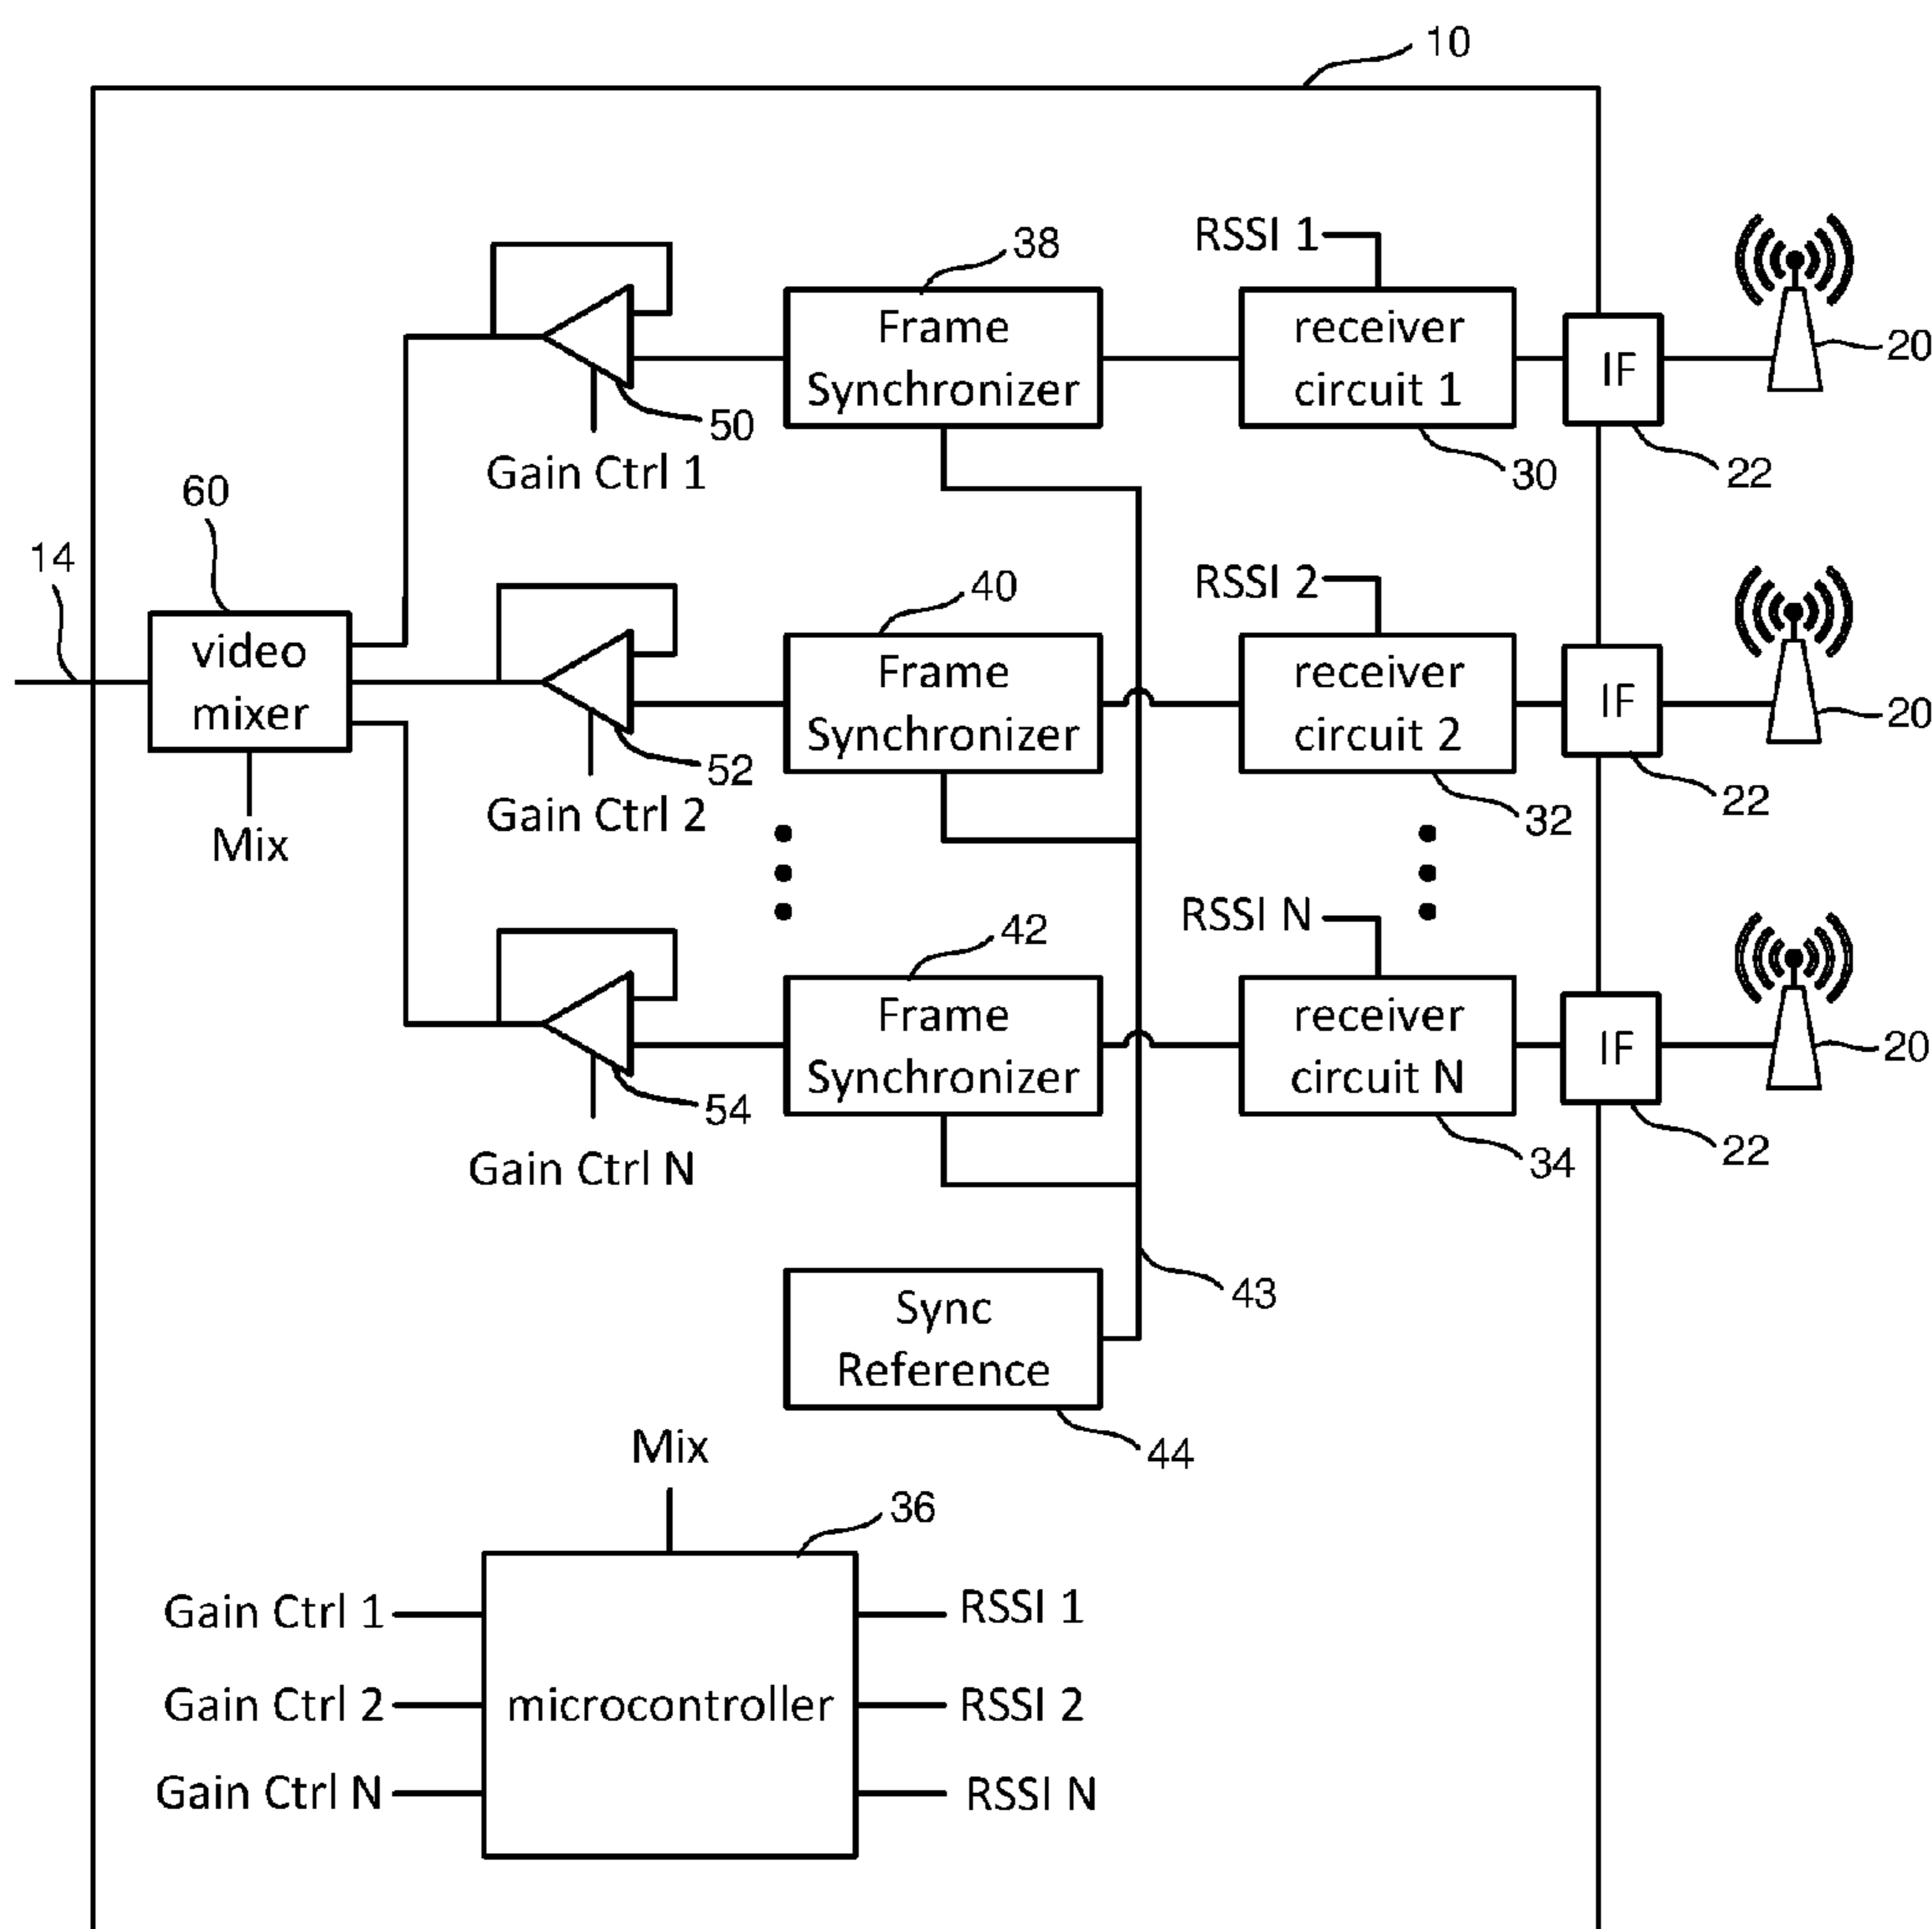 10
RSSI 1
38
Frame
Synchronizer
receiver
circuit 1
IF
20
50
Gain Ctrl 1
30
22
60
14
RSSI 2
40
video
mixer
Frame
Synchronizer
receiver
circuit 2
IF
20
52
Gain Ctrl 2
32
22
Mix
RSSI N
42
Frame
Synchronizer
receiver
circuit N
IF
20
54
Gain Ctrl N
34
22
Sync
Reference
43
44
Mix
36
Gain Ctrl 1
Gain Ctrl 2
Gain Ctrl N
microcontroller
RSSI 1
RSSI 2
RSSI N